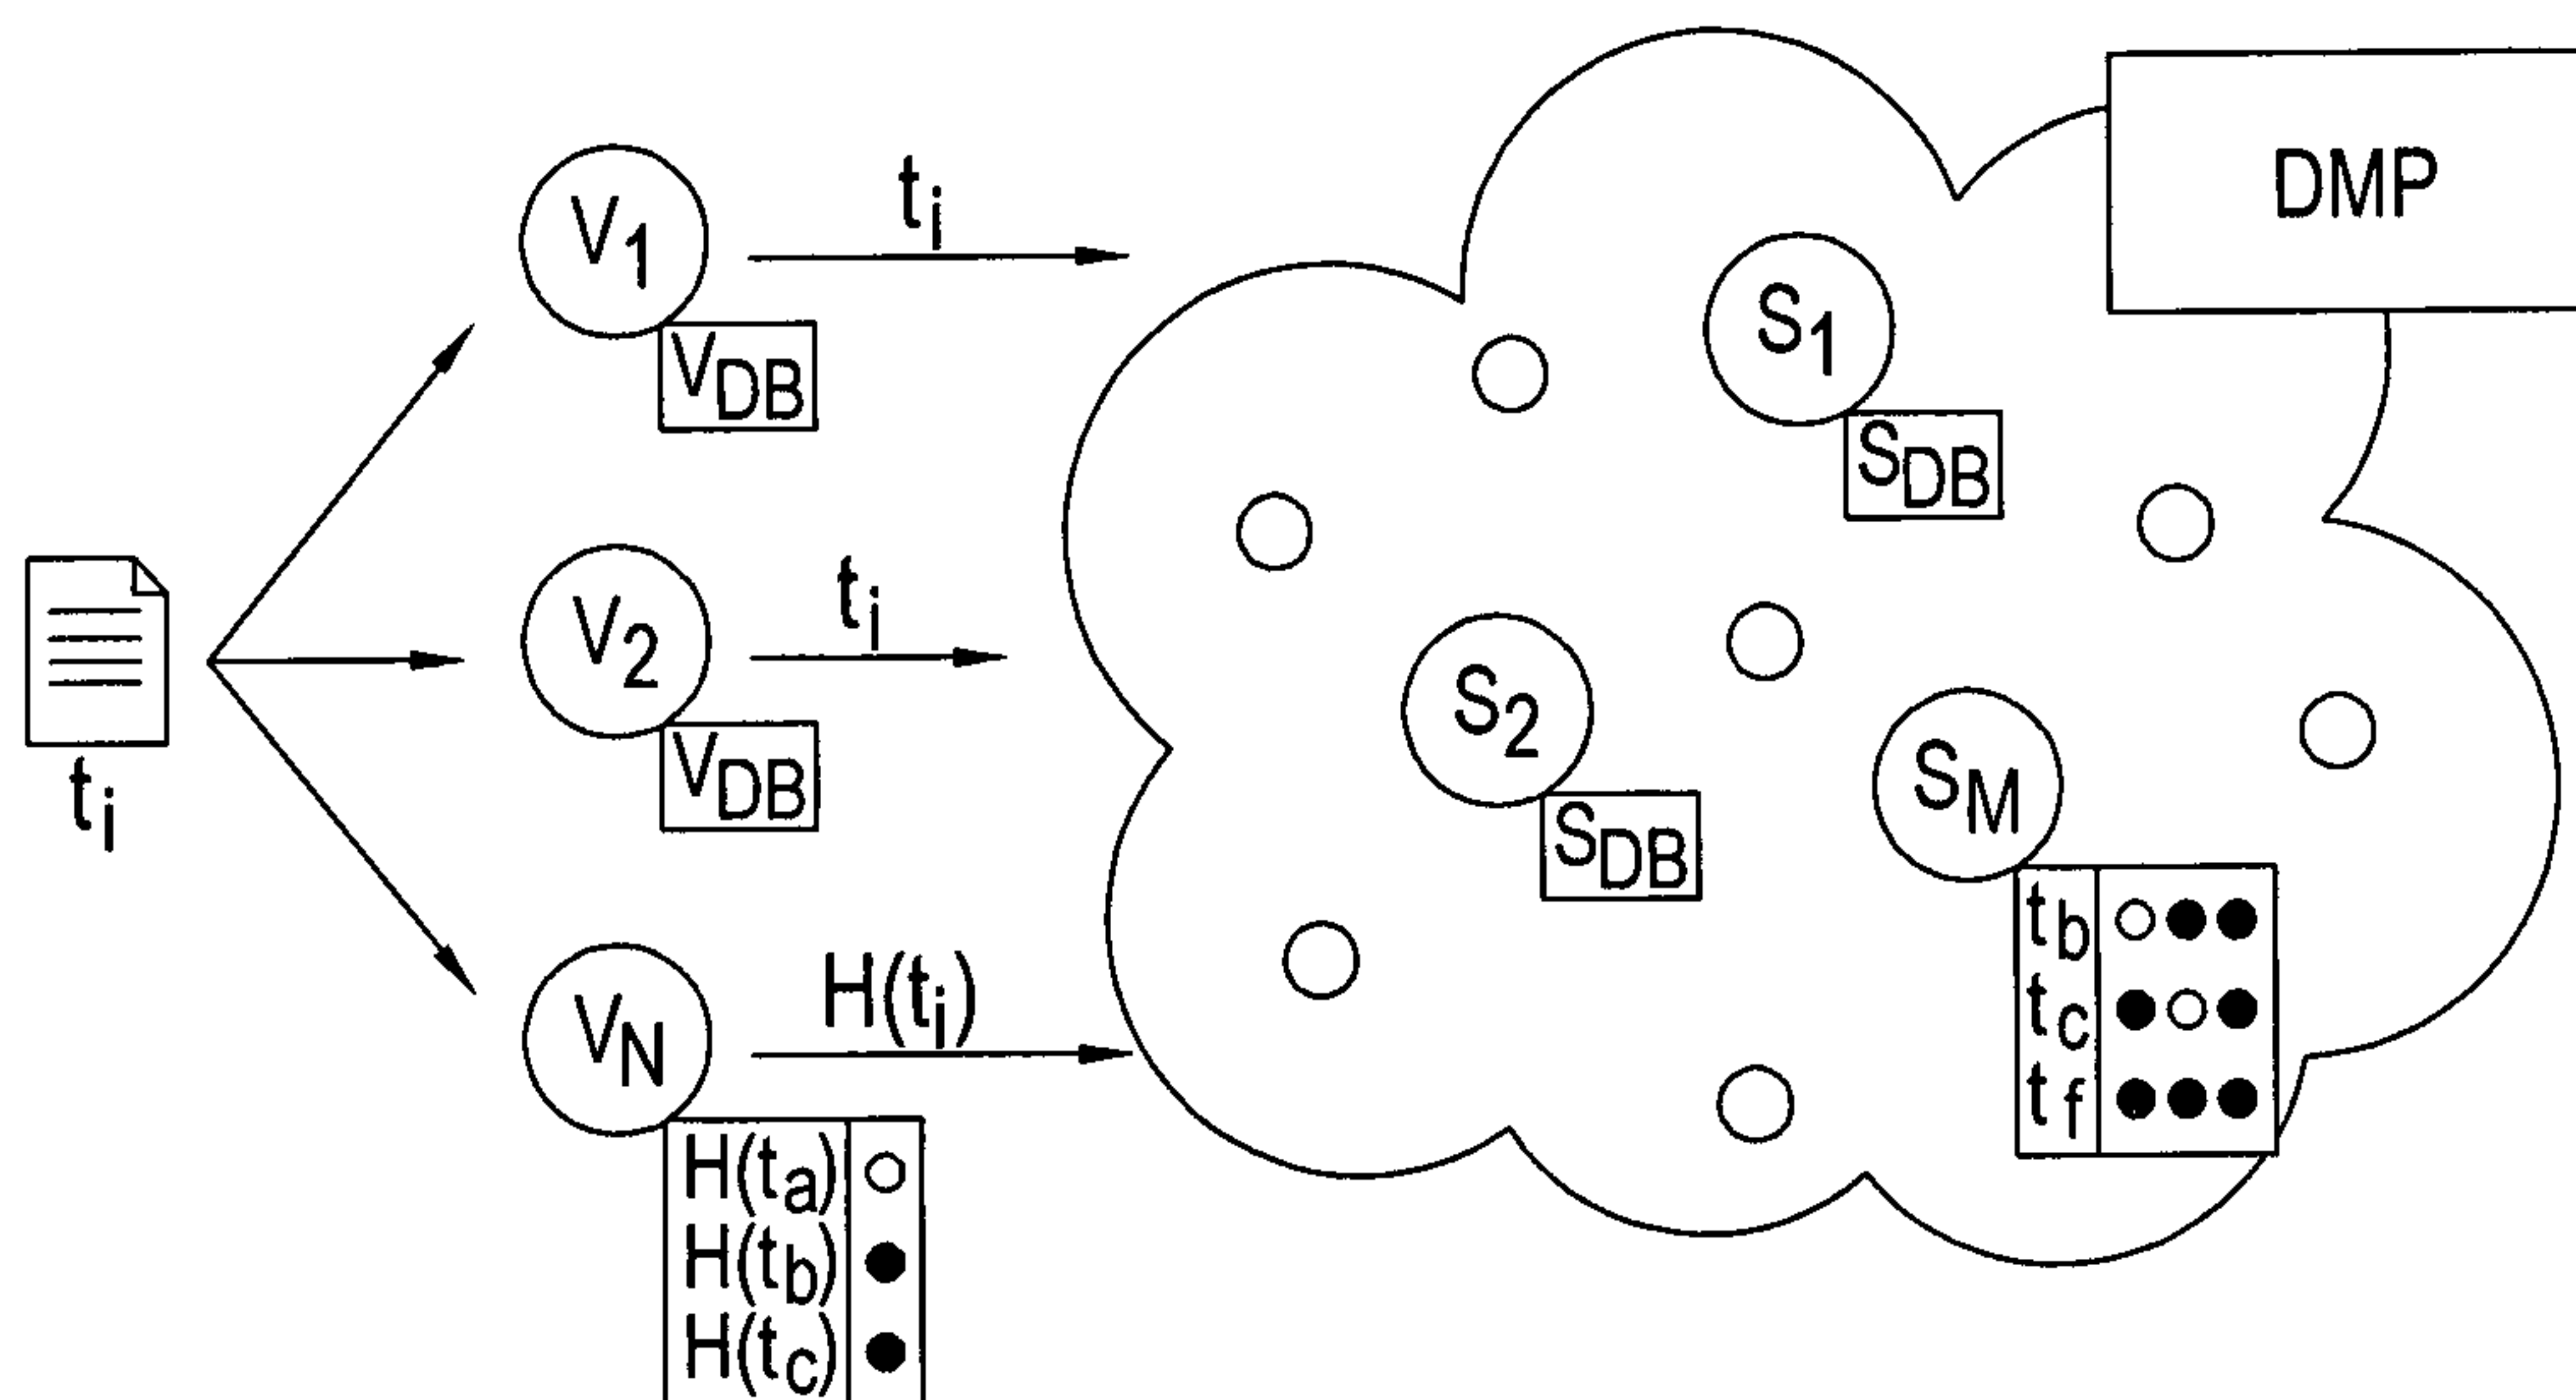 t_i
V_1
V_DB
t_i
V_2
V_DB
t_i
V_N
H(t_i)
H(t_a)
H(t_b)
H(t_c)
DMP
S_1
S_DB
S_2
S_DB
S_M
t_b
t_c
t_f